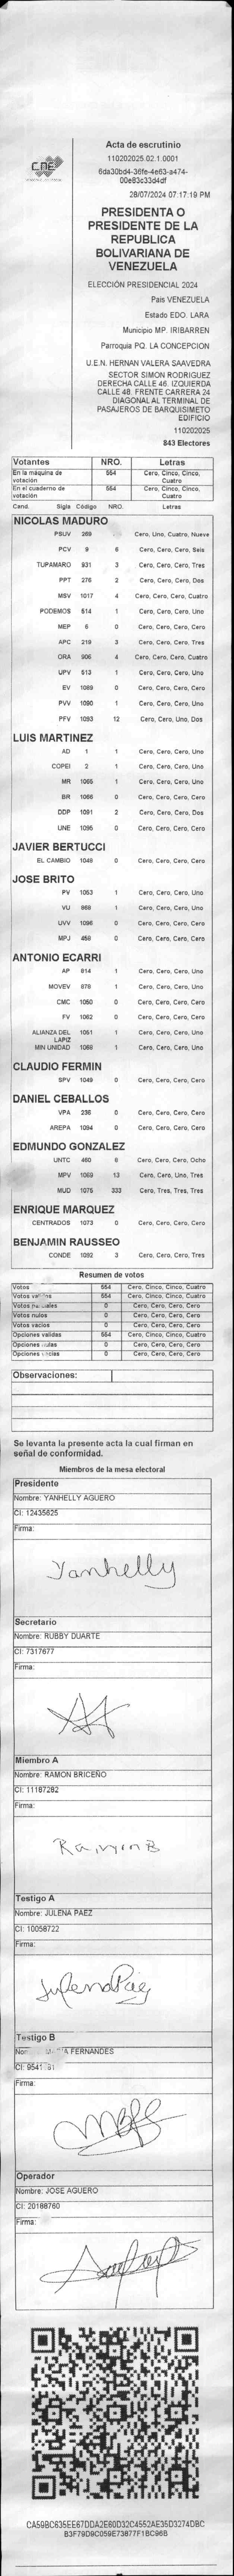 CNE
Acta de escrutinio
110202025.02.1.0001
6da30bd4-36fe-4e63-a474-
00e83c33d4df
28/07/2024 07:17:19 PM
PRESIDENTA O
PRESIDENTE DE LA
REPUBLICA
BOLIVARIANA DE
VENEZUELA
ELECCIÓN PRESIDENCIAL 2024
Pais VENEZUELA
Estado EDO. LARA
Municipio MP. IRIBARREN
Parroquia PQ. LA CONCEPCION
U.E.N. HERNAN VALERA SAAVEDRA
SECTOR SIMON RODRIGUEZ
DERECHA CALLE 46. IZQUIERDA
CALLE 48. FRENTE CARRERA 24
DIAGONAL AL TERMINAL DE
PASAJEROS DE BARQUISIMETO
EDIFICIO
110202025
843 Electores
Votantes NRO. Letras
En la máquina de votación 554 Cero, Cinco, Cinco, Cuatro
En el cuaderno de votación 554 Cero, Cinco, Cinco, Cuatro
Cand. Sigla Código NRO. Letras
NICOLAS MADURO
PSUV 269 Cero, Uno, Cuatro, Nueve
PCV 9 6 Cero, Cero, Cero, Seis
TUPAMARO 931 3 Cero, Cero, Cero, Tres
PPT 276 2 Cero, Cero, Cero, Dos
MSV 1017 4 Cero, Cero, Cero, Cuatro
PODEMOS 514 1 Cero, Cero, Cero, Uno
MEP 6 0 Cero, Cero, Cero, Cero
APC 219 3 Cero, Cero, Cero, Tres
ORA 906 4 Cero, Cero, Cero, Cuatro
UPV 513 1 Cero, Cero, Cero, Uno
EV 1089 0 Cero, Cero, Cero, Cero
PVV 1090 1 Cero, Cero, Cero, Uno
PFV 1093 12 Cero, Cero, Uno, Dos
LUIS MARTINEZ
AD 1 1 Cero, Cero, Cero, Uno
COPEI 2 1 Cero, Cero, Cero, Uno
MR 1065 1 Cero, Cero, Cero, Uno
BR 1066 0 Cero, Cero, Cero, Cero
DDP 1091 2 Cero, Cero, Cero, Dos
UNE 1095 0 Cero, Cero, Cero, Cero
JAVIER BERTUCCI
EL CAMBIO 1048 0 Cero, Cero, Cero, Cero
JOSE BRITO
PV 1053 1 Cero, Cero, Cero, Uno
VU 868 1 Cero, Cero, Cero, Uno
UVV 1096 0 Cero, Cero, Cero, Cero
MPJ 458 0 Cero, Cero, Cero, Cero
ANTONIO ECARRI
AP 814 1 Cero, Cero, Cero, Uno
MOVEV 878 1 Cero, Cero, Cero, Uno
CMC 1050 0 Cero, Cero, Cero, Cero
FV 1062 0 Cero, Cero, Cero, Cero
ALIANZA DEL LAPIZ 1051 1 Cero, Cero, Cero, Uno
MIN UNIDAD 1068 1 Cero, Cero, Cero, Uno
CLAUDIO FERMIN
SPV 1049 0 Cero, Cero, Cero, Cero
DANIEL CEBALLOS
VPA 236 0 Cero, Cero, Cero, Cero
AREPA 1094 0 Cero, Cero, Cero, Cero
EDMUNDO GONZALEZ
UNTC 460 8 Cero, Cero, Cero, Ocho
MPV 1069 13 Cero, Cero, Uno, Tres
MUD 1075 333 Cero, Tres, Tres, Tres
ENRIQUE MARQUEZ
CENTRADOS 1073 0 Cero, Cero, Cero, Cero
BENJAMIN RAUSSEO
CONDE 1092 3 Cero, Cero, Cero, Tres
Resumen de votos
Votos 554 Cero, Cinco, Cinco, Cuatro
Votos 554 Cero, Cinco, Cinco, Cuatro
Votos 0 Cero, Cero, Cero, Cero
Votos nulos 0 Cero, Cero, Cero, Cero
Votos vacios 0 Cero, Cero, Cero, Cero
Opciones validas 554 Cero, Cinco, Cinco, Cuatro
Opciones 0 Cero, Cero, Cero, Cero
Opciones 0 Cero, Cero, Cero, Cero
Observaciones:
Se levanta la presente acta la cual firman en
señal de conformidad.
Miembros de la mesa electoral
Presidente
Nombre: YANHELLY AGUERO
CI: 12435625
Firma:
Yanhelly
Secretario
Nombre: RUBBY DUARTE
CI: 7317677
Firma:
Miembro A
Nombre: RAMON BRICEÑO
CI: 11187282
Firma:
Ramon B
Testigo A
Nombre: JULENA PAEZ
CI: 10058722
Firma:
Julena Páez
Testigo B
FERNANDES
CI:
Firma:
Operador
Nombre: JOSE AGUERO
CI: 20188760
Firma:
CA59BC635EE67DDA2E80D32C4552AE35D3274DBC
B3F79D9C059E73877F1BC96B